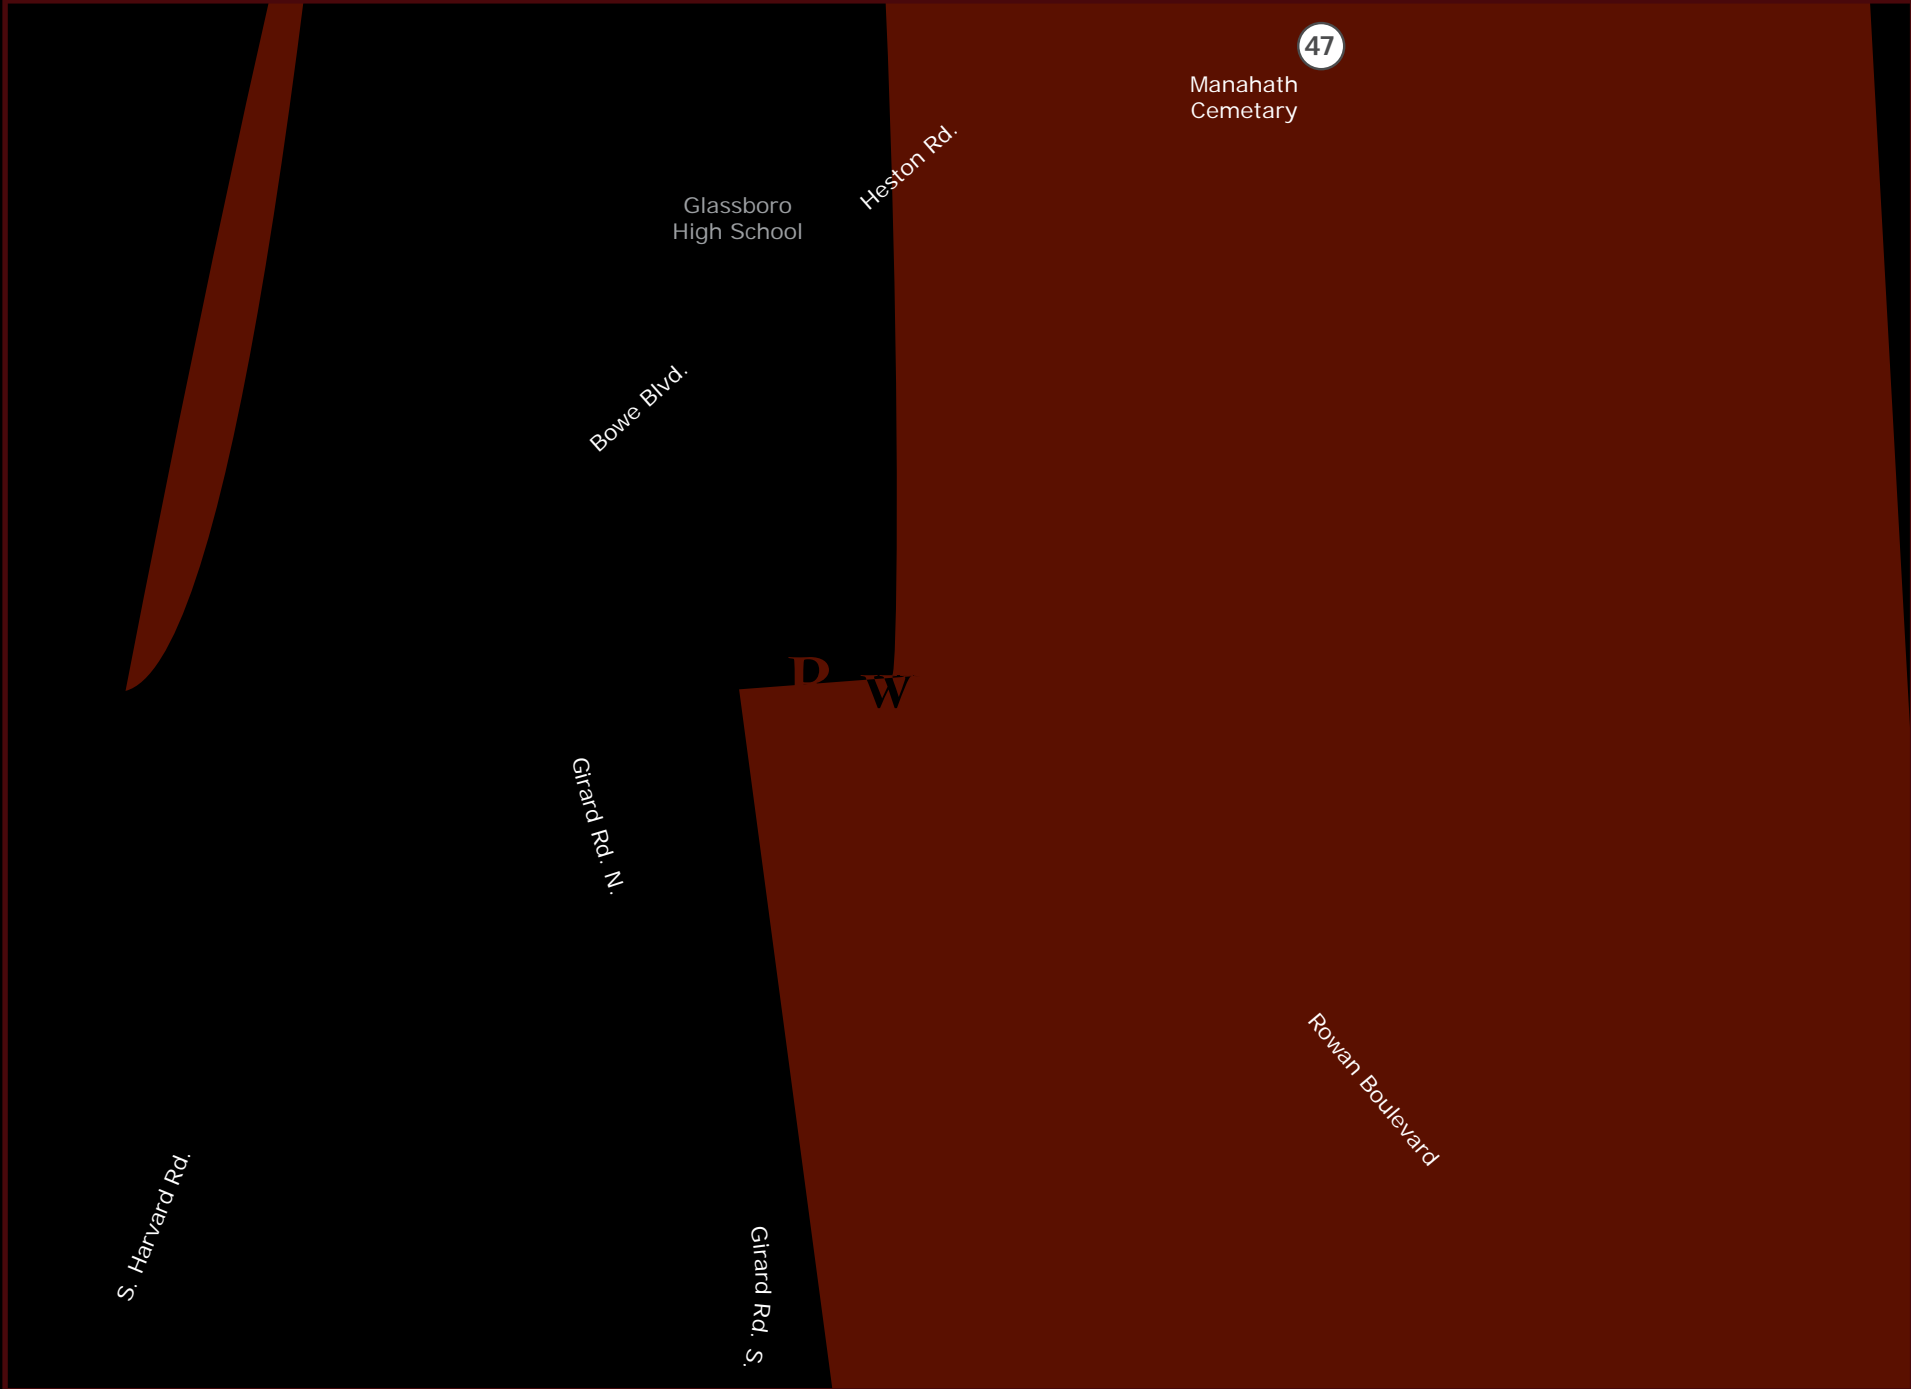 47
Manahath
Cemetary
Heston Rd.
Glassboro
High School
Bowe Blvd.
W
Girard Rd. N.
Rowan Boulevard
S. Harvard Rd.
Girard Rd. S.